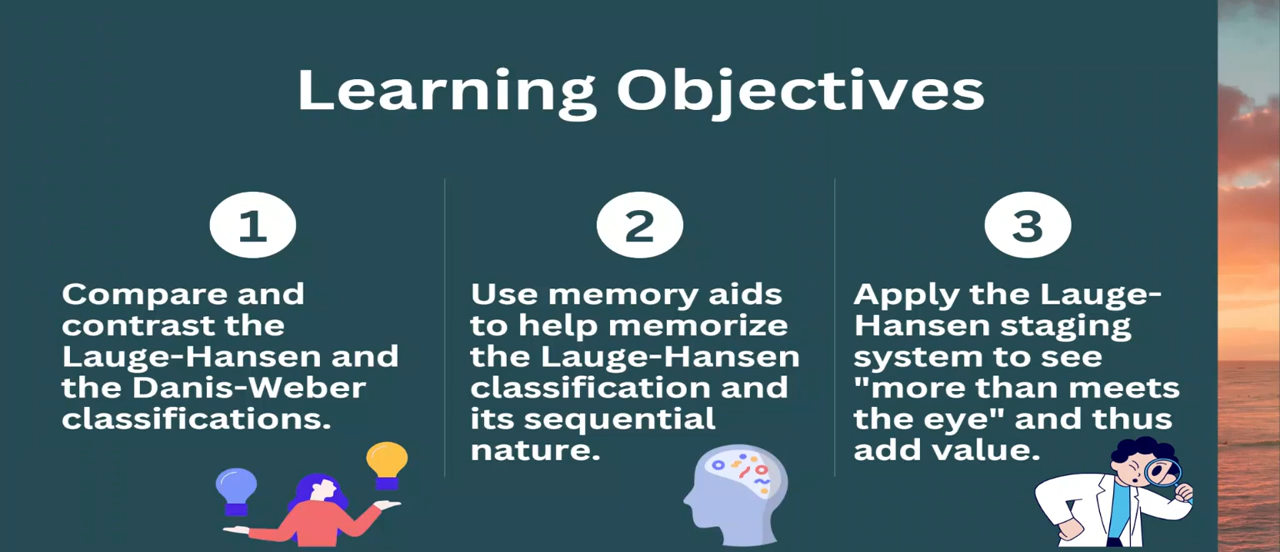 Learning Objectives
1
Compare and
contrast the
Lauge-Hansen and
the Danis-Weber
classifications.
2
Use memory aids
to help memorize
the Lauge-Hansen
classification and
its sequential
nature.
3
Apply the Lauge-
Hansen staging
system to see
"more than meets
the eye" and thus
add value.